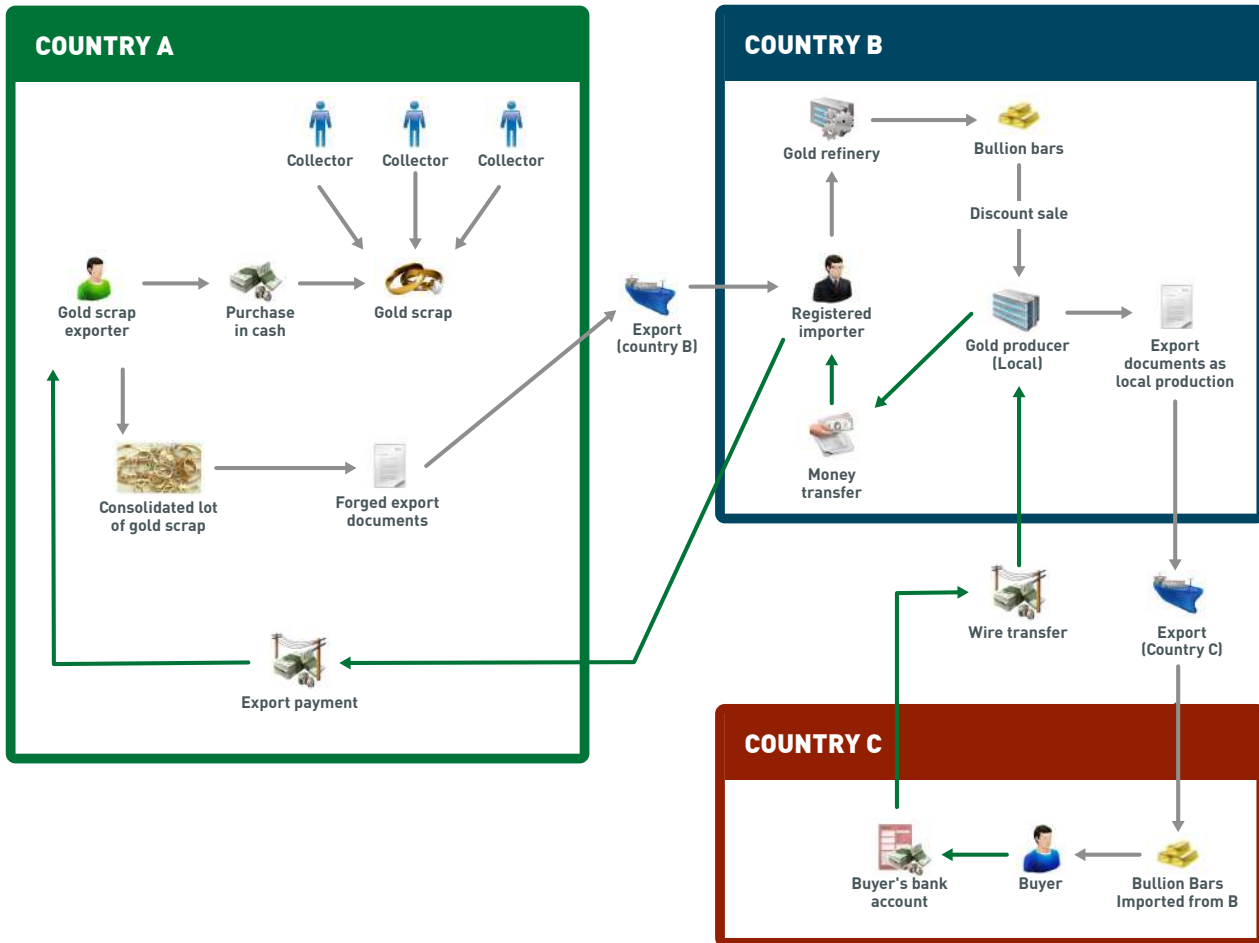 COUNTRY A
Collector
Collector
Collector
Gold scrap
exporter
Purchase
in cash
Gold scrap
Consolidated lot
of gold scrap
Forged export
documents
Export payment
Export
(country B)
COUNTRY B
Gold refinery
Bullion bars
Discount sale
Registered
importer
Gold producer
(Local)
Export
documents as
local production
Money
transfer
Wire transfer
Export
(Country C)
COUNTRY C
Buyer's bank
account
Buyer
Bullion Bars
Imported from B